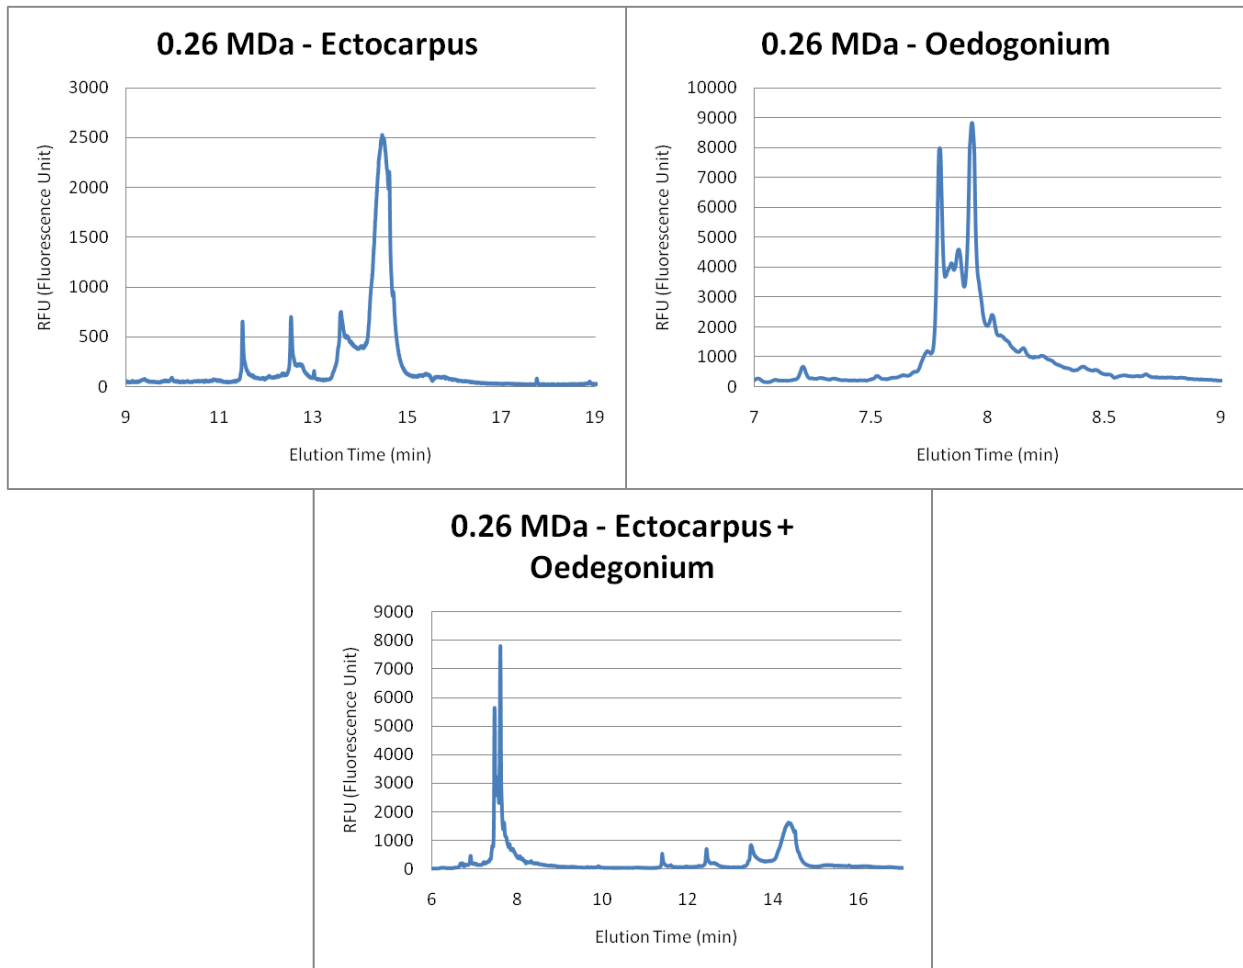 0.26 MDa - Ectocarpus
3000
2500
2000
1500
1000
500
0
RFU (Fluorescence Unit)
9 11 13 15 17 19
Elution Time (min)
0.26 MDa - Oedogonium
10000
9000
8000
7000
6000
5000
4000
3000
2000
1000
0
RFU (Fluorescence Unit)
7 7.5 8 8.5 9
Elution Time (min)
0.26 MDa - Ectocarpus +
Oedegonium
9000
8000
7000
6000
5000
4000
3000
2000
1000
0
RFU (Fluorescence Unit)
6 8 10 12 14 16
Elution Time (min)